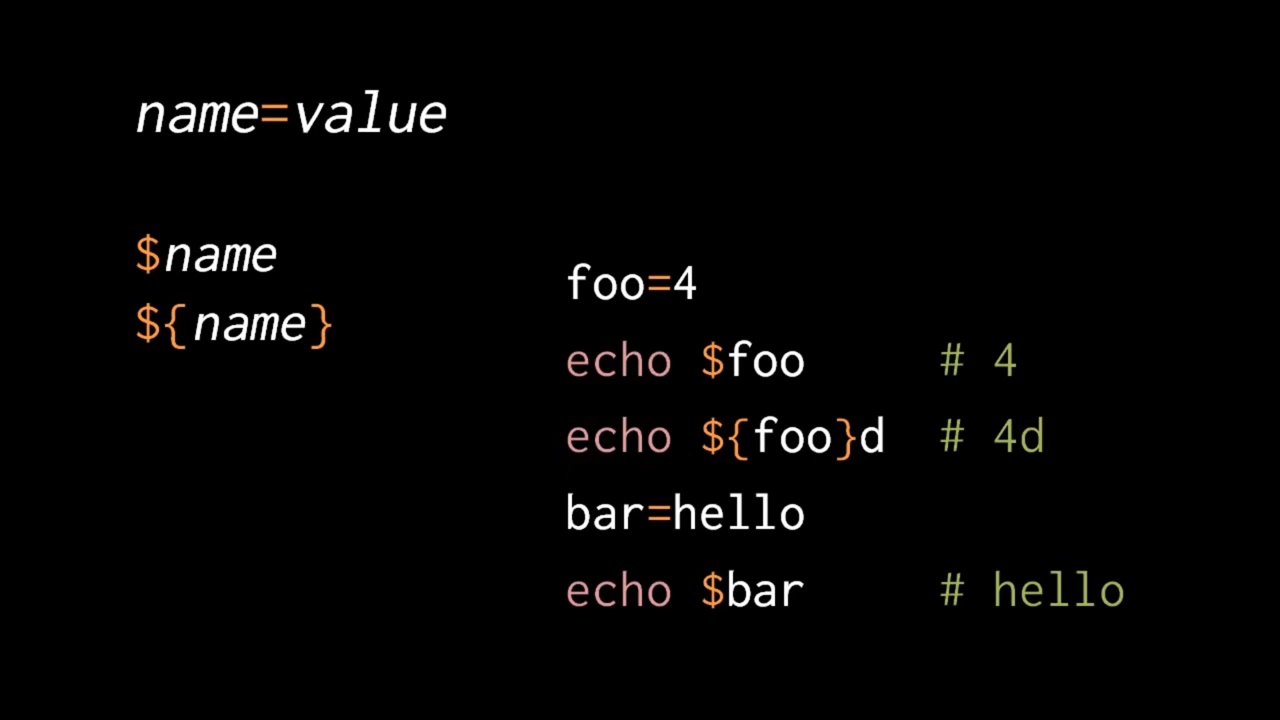 name=value
$name
${name}
foo=4
echo $foo # 4
echo ${foo}d # 4d
bar=hello
echo $bar # hello